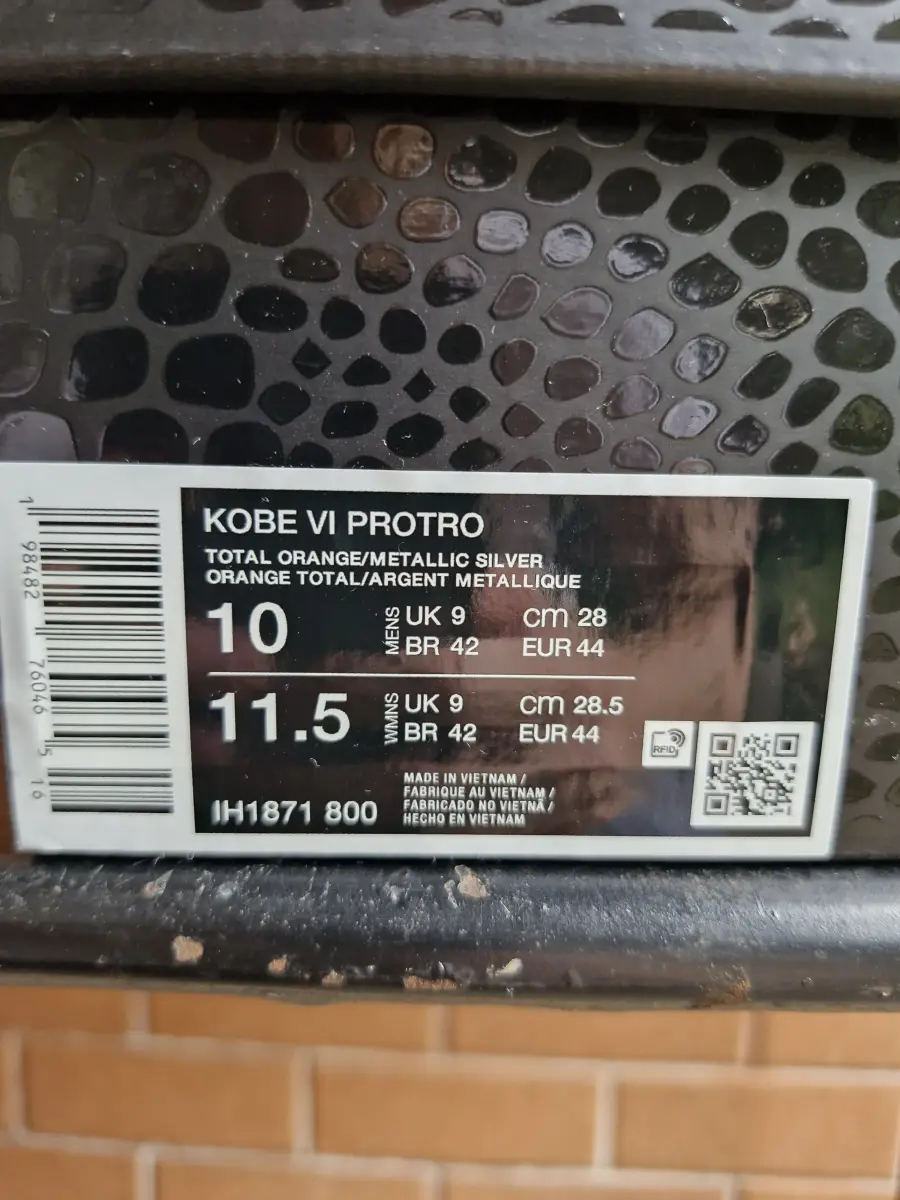 KOBE VI PROTRO
TOTAL ORANGE/METALLIC SILVER
ORANGE TOTAL/ARGENT METALLIQUE
10
MENS
UK 9
cm 28
BR 42
EUR 44
11.5
WMNS
UK 9
cm 28.5
BR 42
EUR 44
RFID
IH1871 800
MADE IN VIETNAM /
FABRIQUE AU VIETNAM /
FABRICADO NO VIETNÃ /
HECHO EN VIETNAM
1 98482 76046 5 16